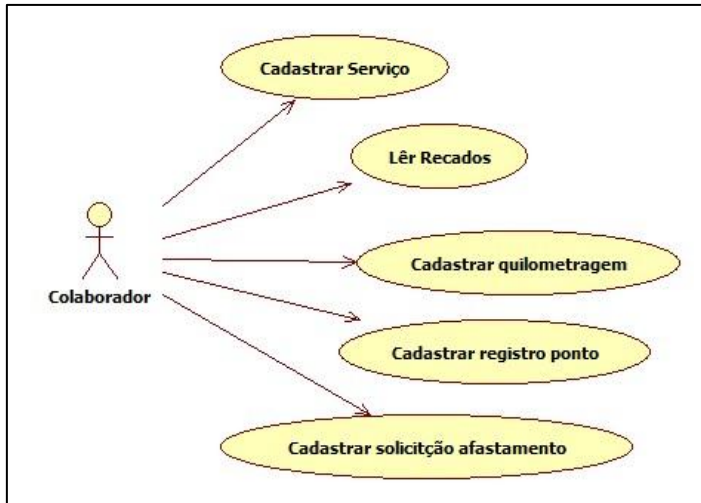 Cadastrar Serviço
Lêr Recados
Cadastrar quilometragem
Colaborador
Cadastrar registro ponto
Cadastrar solicitção afastamento